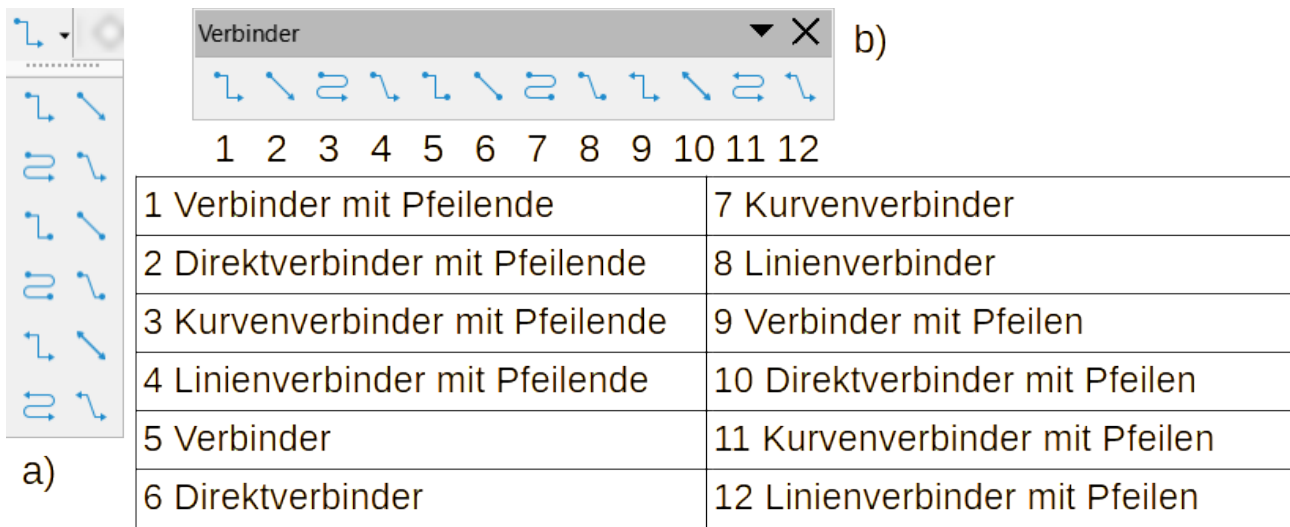 Verbinder
b)
1 2 3 4 5 6 7 8 9 10 11 12
1 Verbinder mit Pfeilende
7 Kurvenverbinder
2 Direktverbinder mit Pfeilende
8 Linienverbinder
3 Kurvenverbinder mit Pfeilende
9 Verbinder mit Pfeilen
4 Linienverbinder mit Pfeilende
10 Direktverbinder mit Pfeilen
5 Verbinder
11 Kurvenverbinder mit Pfeilen
6 Direktverbinder
12 Linienverbinder mit Pfeilen
a)